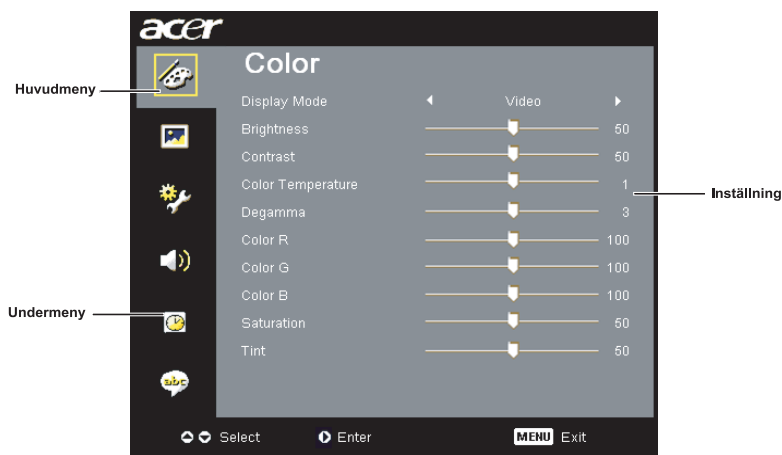 acer
Color
Huvudmeny
Display Mode Video
Brightness 50
Contrast 50
Color Temperature 1
Inställning
Degamma 3
Color R 100
Color G 100
Color B 100
Undermeny
Saturation 50
Tint 50
abc
Select Enter MENU Exit